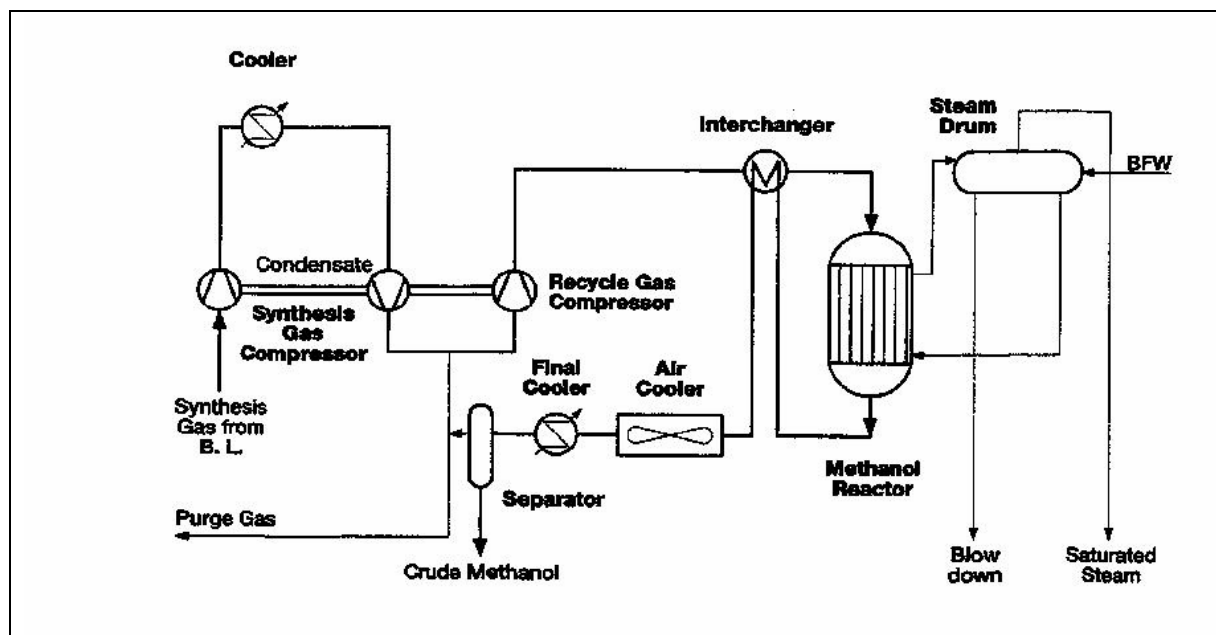 Cooler
Steam
Drum
Interchanger
BFW
Condensate
Recycle Gas
Compressor
Synthesis
Gas
Compressor
Final
Cooler
Air
Cooler
Synthesis
Gas from
B. L.
Methanol
Reactor
Separator
Purge Gas
Crude Methanol
Blow
down
Saturated
Steam